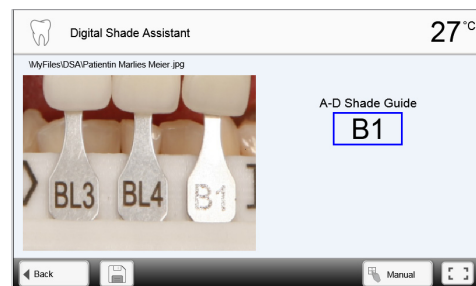 Digital Shade Assistant
27°C
\MyFiles\DSA\Patientin Marlies Meier.jpg
A-D Shade Guide
B1
BL3 BL4 B1
Back
Manual